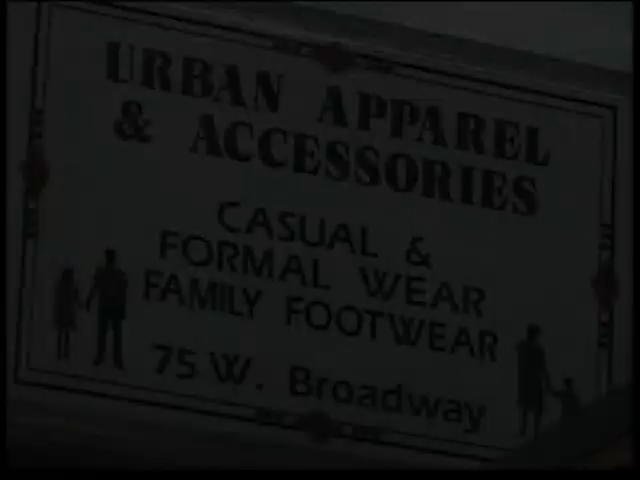 URBAN APPAREL
& ACCESSORIES
CASUAL &
FORMAL WEAR
FAMILY FOOTWEAR
75 W. Broadway